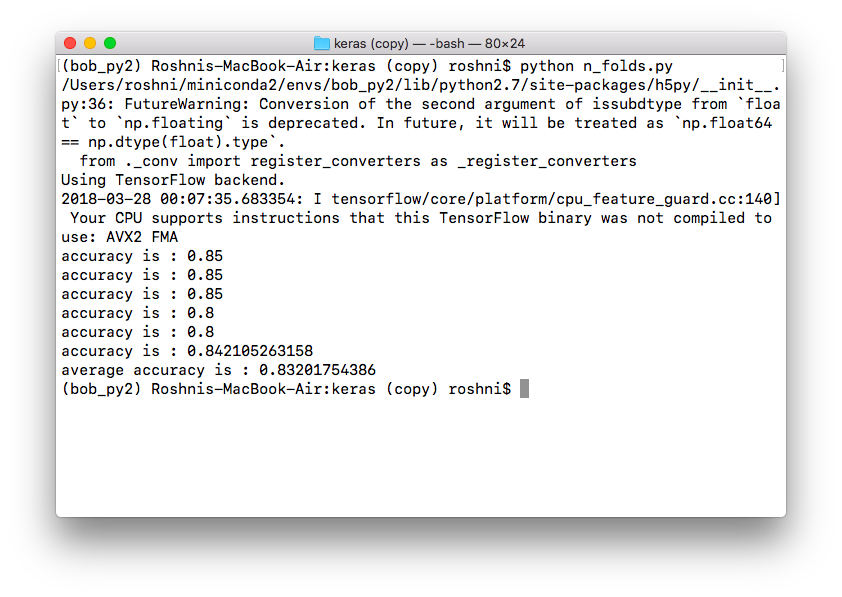 keras (copy) — -bash — 80×24
[(bob_py2) Roshnis-MacBook-Air:keras (copy) roshni$ python n_folds.py ]
/Users/roshni/miniconda2/envs/bob_py2/lib/python2.7/site-packages/h5py/__init__.
py:36: FutureWarning: Conversion of the second argument of issubdtype from `floa
t` to `np.floating` is deprecated. In future, it will be treated as `np.float64
== np.dtype(float).type`.
  from ._conv import register_converters as _register_converters
Using TensorFlow backend.
2018-03-28 00:07:35.683354: I tensorflow/core/platform/cpu_feature_guard.cc:140]
 Your CPU supports instructions that this TensorFlow binary was not compiled to
use: AVX2 FMA
accuracy is : 0.85
accuracy is : 0.85
accuracy is : 0.85
accuracy is : 0.8
accuracy is : 0.8
accuracy is : 0.842105263158
average accuracy is : 0.83201754386
(bob_py2) Roshnis-MacBook-Air:keras (copy) roshni$